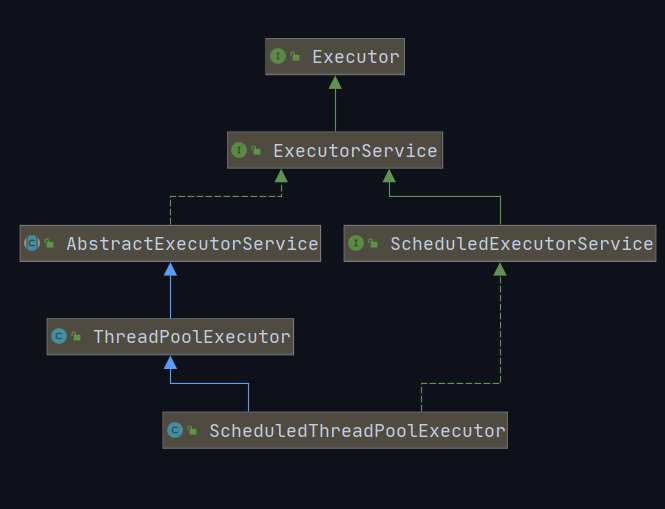 I Executor
I ExecutorService
C AbstractExecutorService
I ScheduledExecutorService
C ThreadPoolExecutor
C ScheduledThreadPoolExecutor